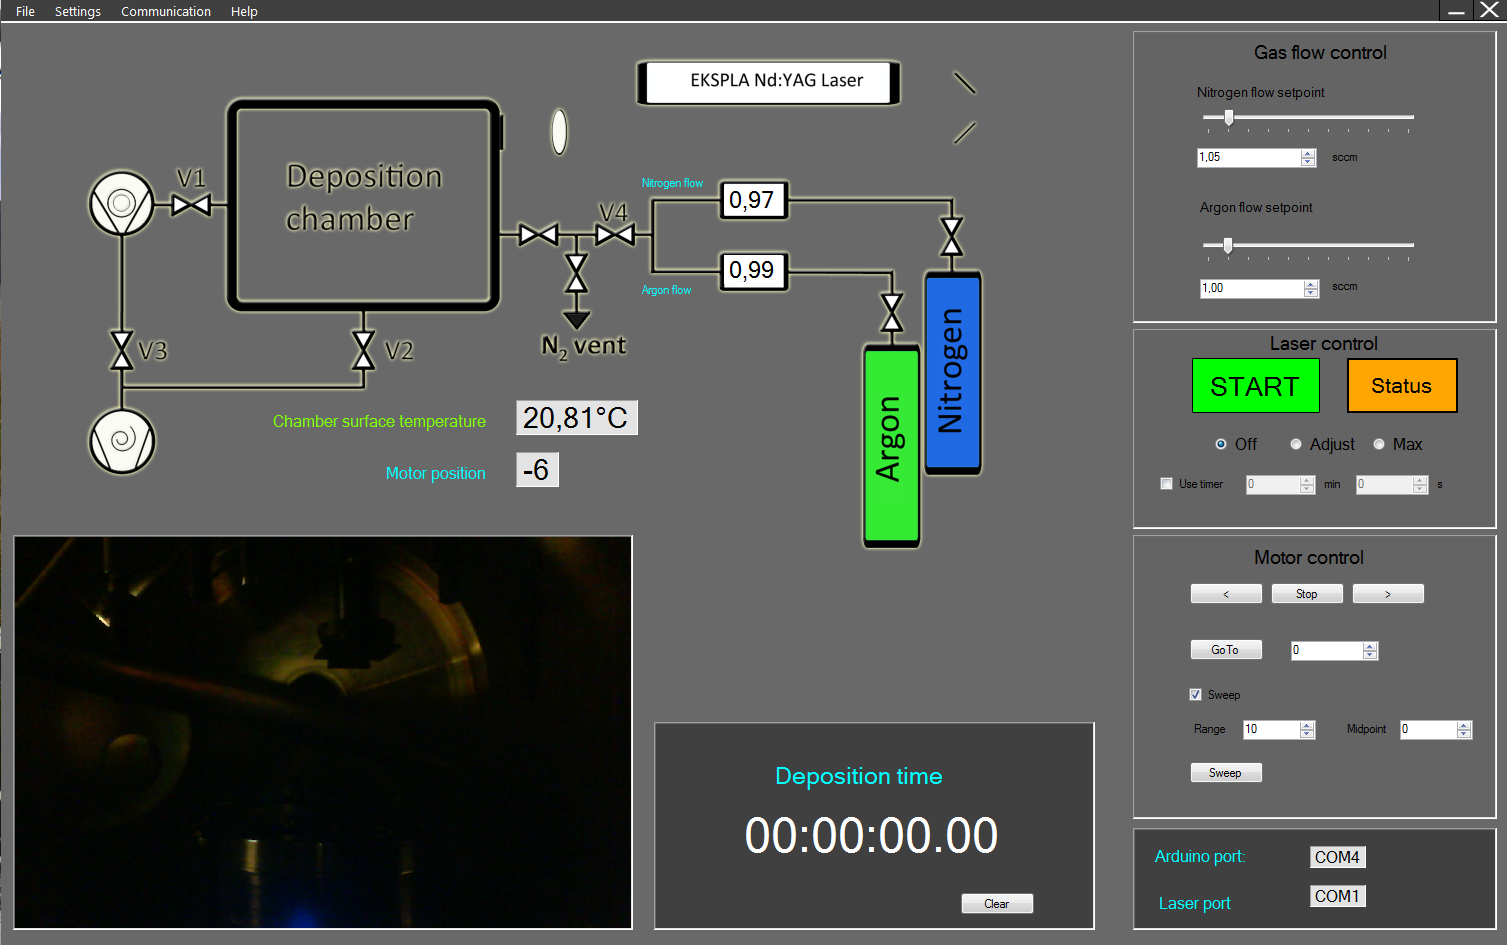 File Settings Communication Help
EKSPLA Nd:YAG Laser
Deposition
chamber
V1
V2
V3
V4
N2 vent
Nitrogen flow
0,97
0,99
Argon flow
Nitrogen
Argon
Chamber surface temperature 20,81°C
Motor position -6
Deposition time
00:00:00.00
Clear
Gas flow control
Nitrogen flow setpoint
1,05 sccm
Argon flow setpoint
1,00 sccm
Laser control
START Status
Off Adjust Max
Use timer 0 min 0 s
Motor control
< Stop >
GoTo 0
Sweep
Range 10 Midpoint 0
Sweep
Arduino port: COM4
Laser port COM1